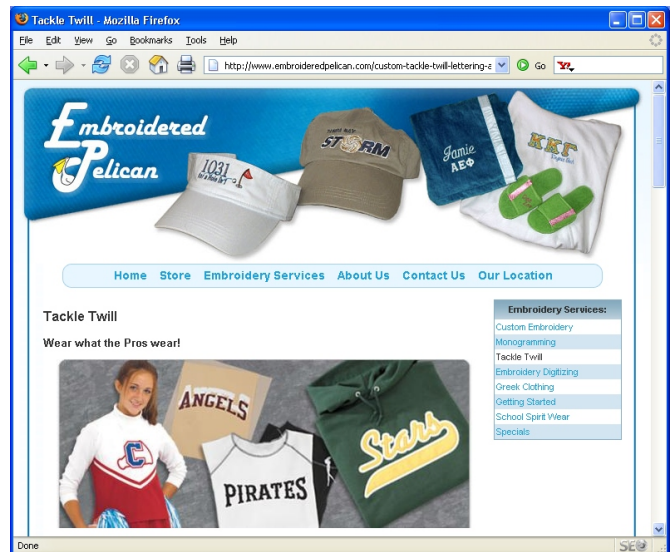 Tackle Twill - Mozilla Firefox
File Edit View Go Bookmarks Tools Help
http://www.embroideredpelican.com/custom-tackle-twill-lettering-a Go
Embroidered
Pelican
1031
STORM
Jamie
ΑΕΦ
ΚΚΓ
Home Store Embroidery Services About Us Contact Us Our Location
Tackle Twill
Wear what the Pros wear!
C
ANGELS
PIRATES
Stars
Embroidery Services:
Custom Embroidery
Monogramming
Tackle Twill
Embroidery Digitizing
Greek Clothing
Getting Started
School Spirit Wear
Specials
Done